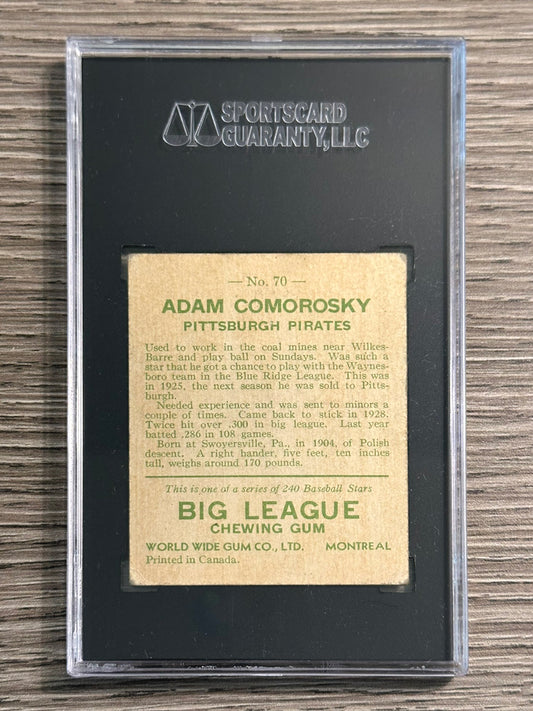 SPORTSCARD
GUARANTY, LLC
— No. 70 —
ADAM COMOROSKY
PITTSBURGH PIRATES
Used to work in the coal mines near Wilkes-
Barre and play ball on Sundays. Was such a
star that he got a chance to play with the Waynes-
boro team in the Blue Ridge League. This was
in 1925, the next season he was sold to Pitts-
burgh.
Needed experience and was sent to minors a
couple of times. Came back to stick in 1928.
Twice hit over .300 in big league. Last year
batted .286 in 108 games.
Born at Swoyersville, Pa., in 1904, of Polish
descent. A right hander, five feet, ten inches
tall, weighs around 170 pounds.
This is one of a series of 240 Baseball Stars
BIG LEAGUE
CHEWING GUM
WORLD WIDE GUM CO., LTD. MONTREAL
Printed in Canada.